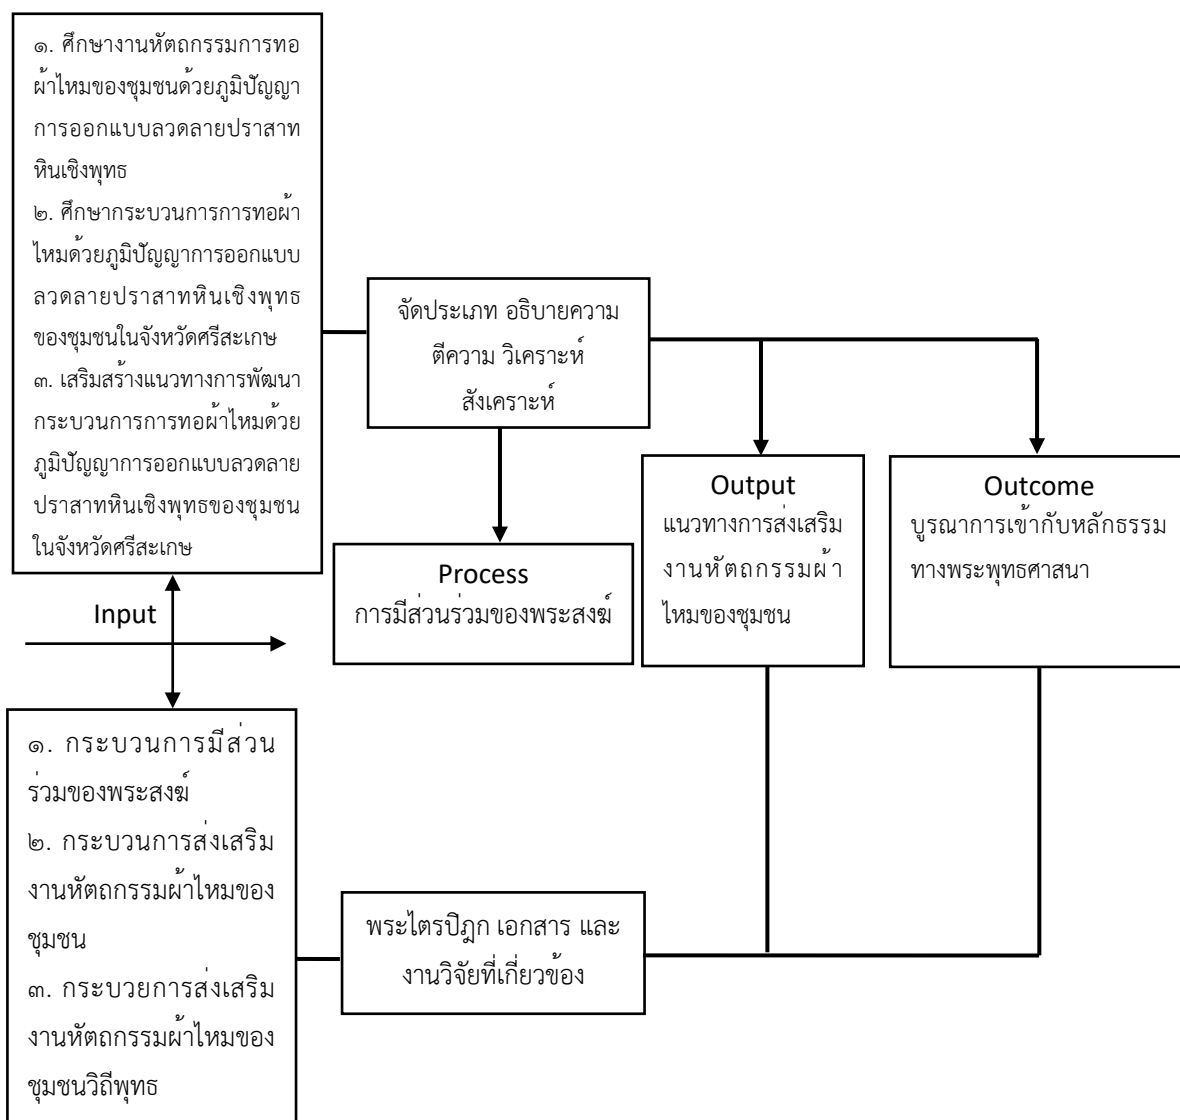 ๑. ศึกษางานหัตถกรรมการทอ
ผ้าไหมของชุมชนด้วยภูมิปัญญา
การออกแบบลวดลายปราสาท
หินเชิงพุทธ
๒. ศึกษากระบวนการการทอผ้า
ไหมด้วยภูมิปัญญาการออกแบบ
ลวดลายปราสาทหินเชิงพุทธ
ของชุมชนในจังหวัดศรีสะเกษ
๓. เสริมสร้างแนวทางการพัฒนา
กระบวนการการทอผ้าไหมด้วย
ภูมิปัญญาการออกแบบลวดลาย
ปราสาทหินเชิงพุทธของชุมชน
ในจังหวัดศรีสะเกษ
จัดประเภท อธิบายความ
ตีความ วิเคราะห์
สังเคราะห์
Process
การมีส่วนร่วมของพระสงฆ์
Output
แนวทางการส่งเสริม
งานหัตถกรรมผ้า
ไหมของชุมชน
Outcome
บูรณาการเข้ากับหลักธรรม
ทางพระพุทธศาสนา
Input
๑. กระบวนการมีส่วน
ร่วมของพระสงฆ์
๒. กระบวนการส่งเสริม
งานหัตถกรรมผ้าไหมของ
ชุมชน
๓. กระบวยการส่งเสริม
งานหัตถกรรมผ้าไหมของ
ชุมชนวิถีพุทธ
พระไตรปิฎก เอกสาร และ
งานวิจัยที่เกี่ยวข้อง